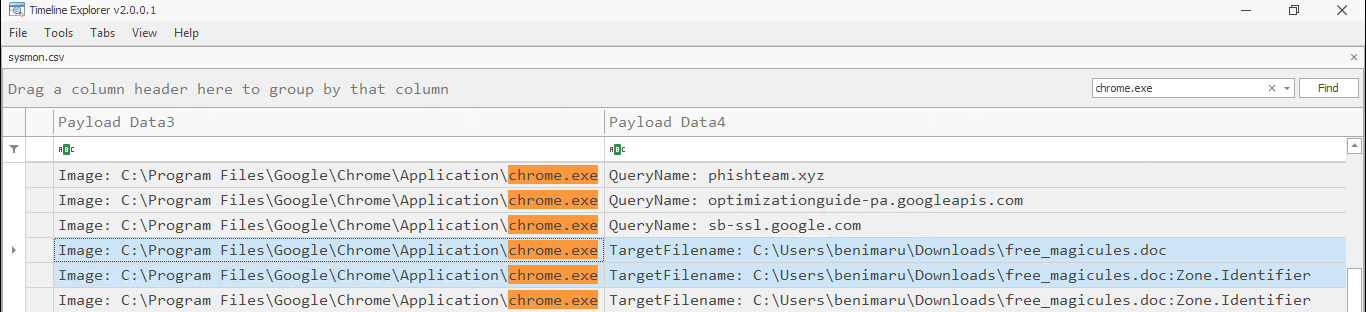 Timeline Explorer v2.0.0.1
File Tools Tabs View Help
sysmon.csv
Drag a column header here to group by that column chrome.exe Find
Payload Data3 Payload Data4
ABC ABC
Image: C:\Program Files\Google\Chrome\Application\chrome.exe QueryName: phishteam.xyz
Image: C:\Program Files\Google\Chrome\Application\chrome.exe QueryName: optimizationguide-pa.googleapis.com
Image: C:\Program Files\Google\Chrome\Application\chrome.exe QueryName: sb-ssl.google.com
Image: C:\Program Files\Google\Chrome\Application\chrome.exe TargetFilename: C:\Users\benimaru\Downloads\free_magicules.doc
Image: C:\Program Files\Google\Chrome\Application\chrome.exe TargetFilename: C:\Users\benimaru\Downloads\free_magicules.doc:Zone.Identifier
Image: C:\Program Files\Google\Chrome\Application\chrome.exe TargetFilename: C:\Users\benimaru\Downloads\free_magicules.doc:Zone.Identifier